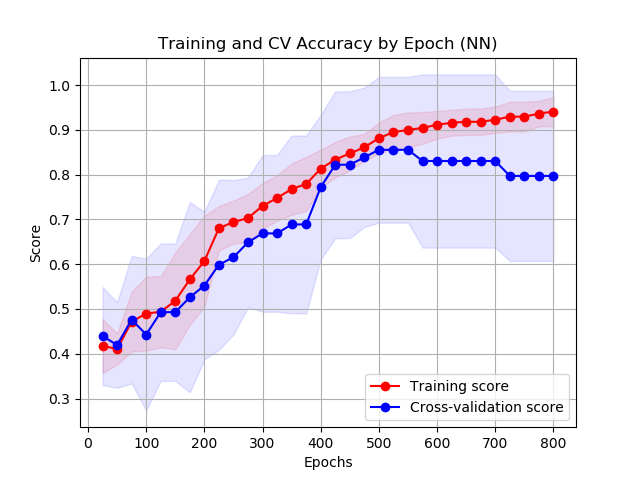 Training and CV Accuracy by Epoch (NN)
1.0
0.9
0.8
0.7
0.6
0.5
0.4
0.3
Score
0 100 200 300 400 500 600 700 800
Epochs
Training score
Cross-validation score